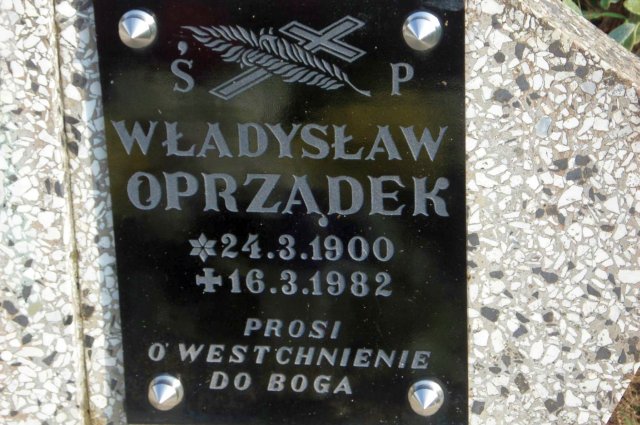 Ś P
WŁADYSŁAW
OPRZĄDEK
✡24.3.1900
✝16.3.1982
PROSI
O WESTCHNIENIE
DO BOGA